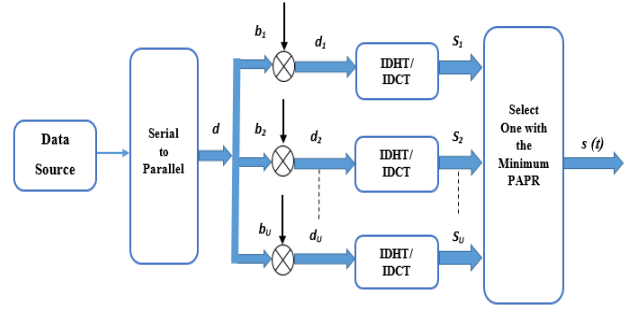 Data
Source
Serial
to
Parallel
d
b1
d1
IDHT/
IDCT
S1
b2
d2
IDHT/
IDCT
S2
bU
dU
IDHT/
IDCT
SU
Select
One with
the
Minimum
PAPR
s (t)